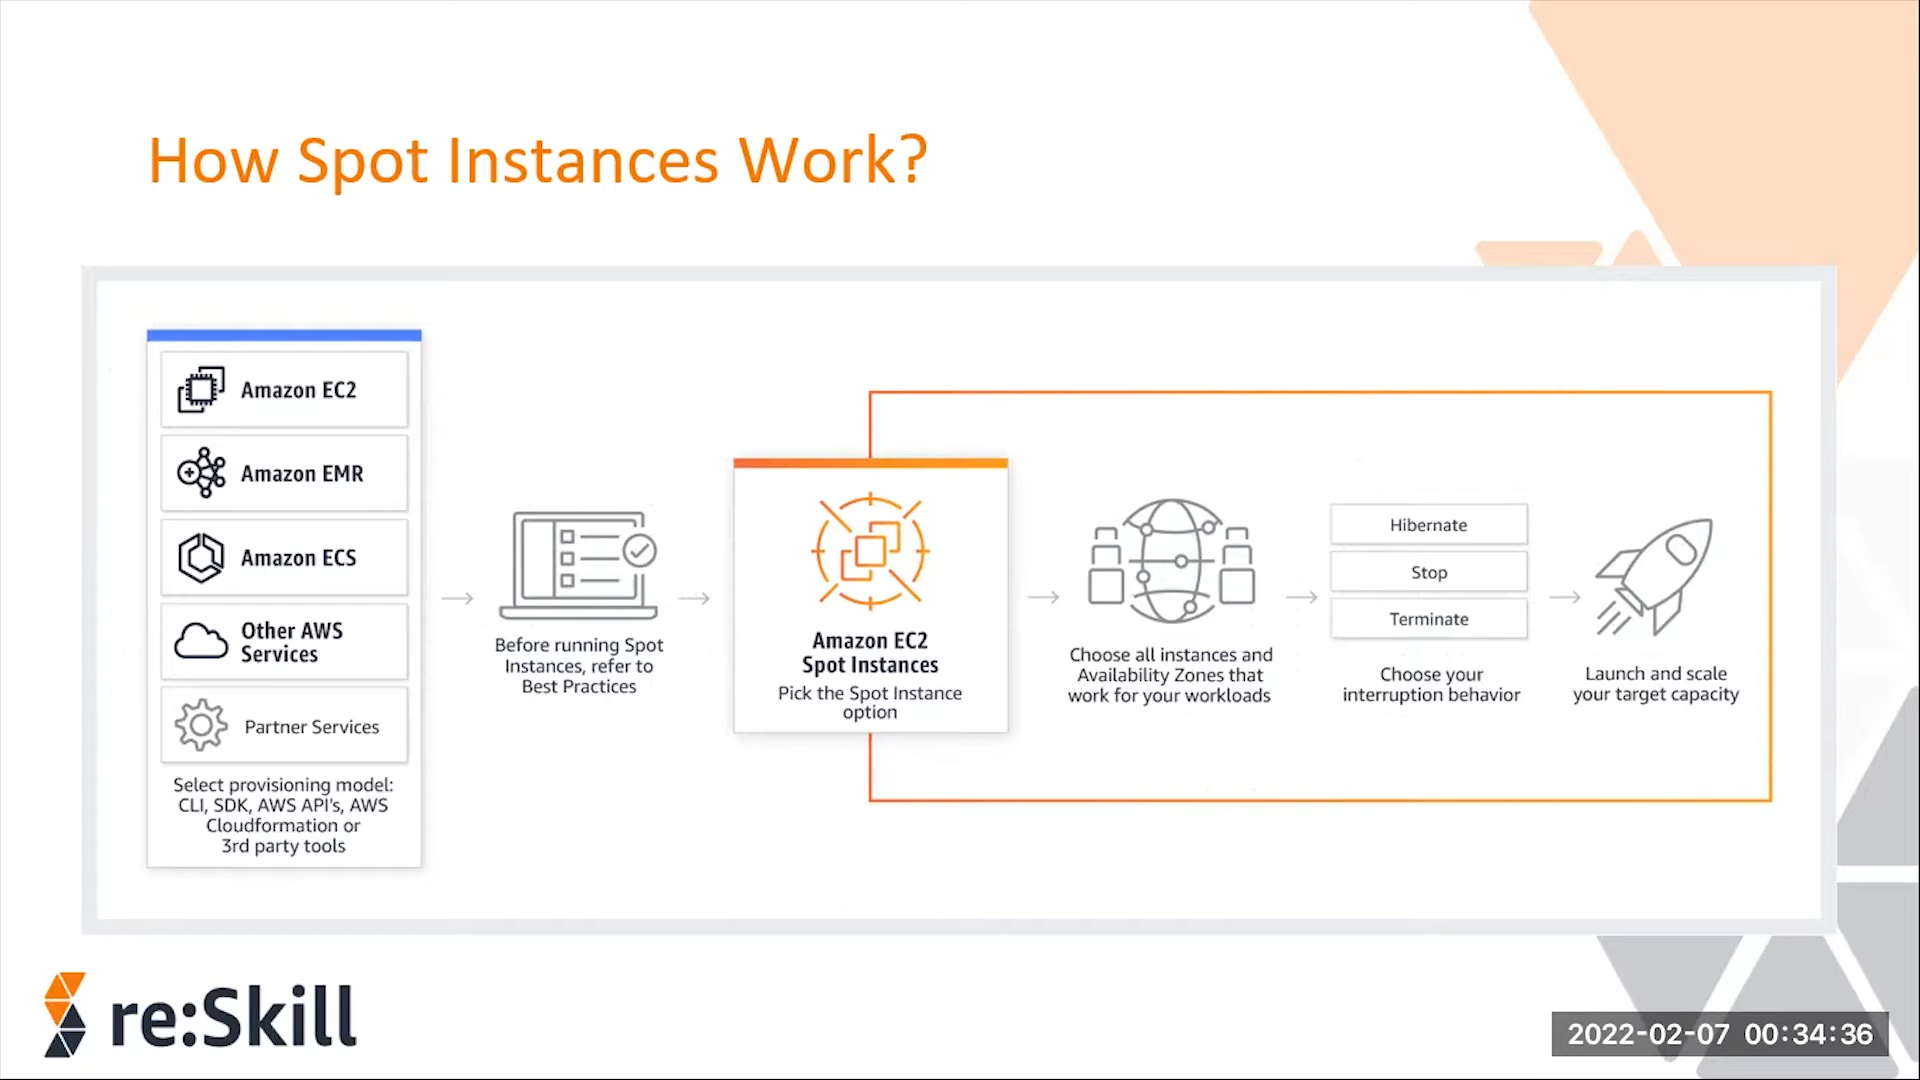 How Spot Instances Work?
Amazon EC2
Amazon EMR
Amazon ECS
Other AWS
Services
Partner Services
Select provisioning model:
CLI, SDK, AWS API's, AWS
Cloudformation or
3rd party tools
Before running Spot
Instances, refer to
Best Practices
Amazon EC2
Spot Instances
Pick the Spot Instance
option
Choose all instances and
Availability Zones that
work for your workloads
Hibernate
Stop
Terminate
Choose your
interruption behavior
Launch and scale
your target capacity
re:Skill
2022-02-07 00:34:36